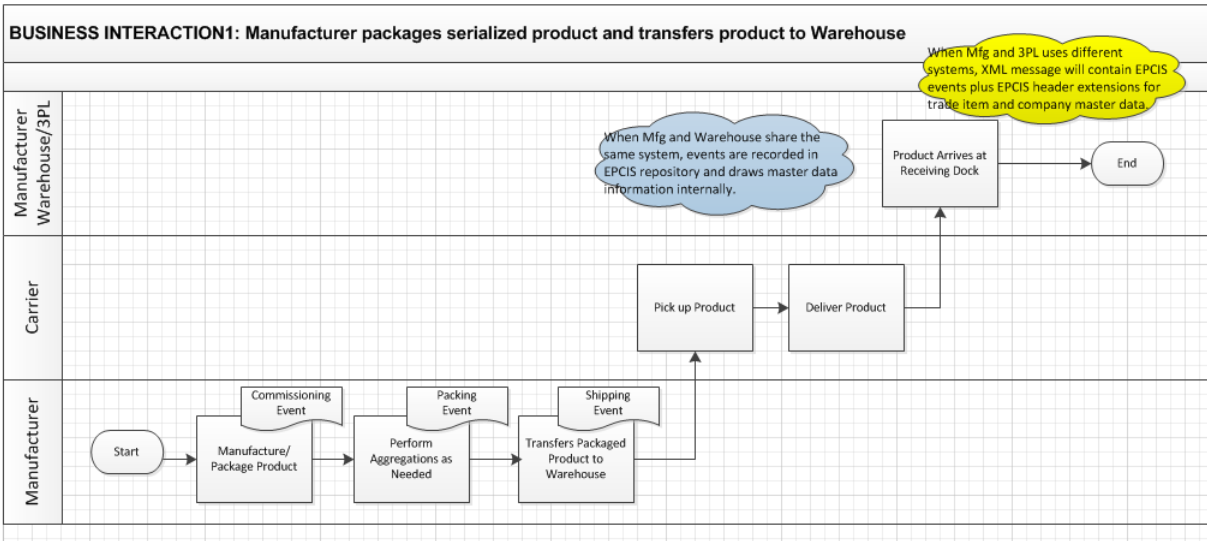 BUSINESS INTERACTION1: Manufacturer packages serialized product and transfers product to Warehouse
When Mfg and 3PL uses different
systems, XML message will contain EPCIS
events plus EPCIS header extensions for
trade item and company master data.
Manufacturer
Warehouse/3PL
When Mfg and Warehouse share the
same system, events are recorded in
EPCIS repository and draws master data
information internally.
Product Arrives at
Receiving Dock
End
Carrier
Pick up Product
Deliver Product
Manufacturer
Start
Commissioning
Event
Manufacture/
Package Product
Packing
Event
Perform
Aggregations as
Needed
Shipping
Event
Transfers Packaged
Product to
Warehouse